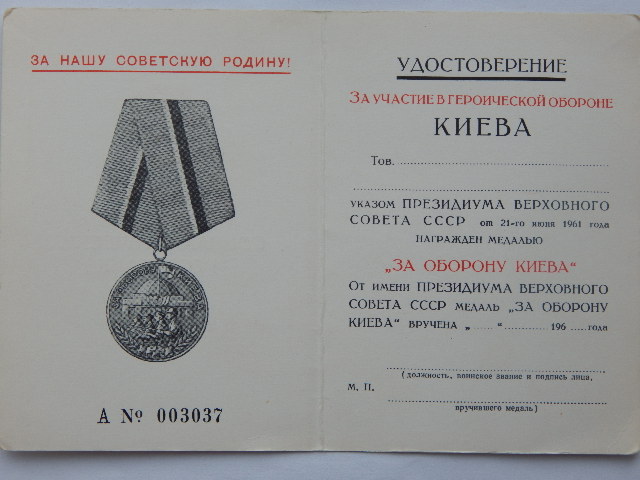 ЗА НАШУ СОВЕТСКУЮ РОДИНУ!
А № 003037
УДОСТОВЕРЕНИЕ
ЗА УЧАСТИЕ В ГЕРОИЧЕСКОЙ ОБОРОНЕ
КИЕВА
Тов.
УКАЗОМ ПРЕЗИДИУМА ВЕРХОВНОГО
СОВЕТА СССР от 21-го июня 1961 года
НАГРАЖДЕН МЕДАЛЬЮ
„ЗА ОБОРОНУ КИЕВА“
От имени ПРЕЗИДИУМА ВЕРХОВНОГО
СОВЕТА СССР МЕДАЛЬ „ЗА ОБОРОНУ
КИЕВА“ ВРУЧЕНА „ ...... “ ............ 196 ..... года
(должность, воинское звание и подпись лица,
М. П.
вручившего медаль)